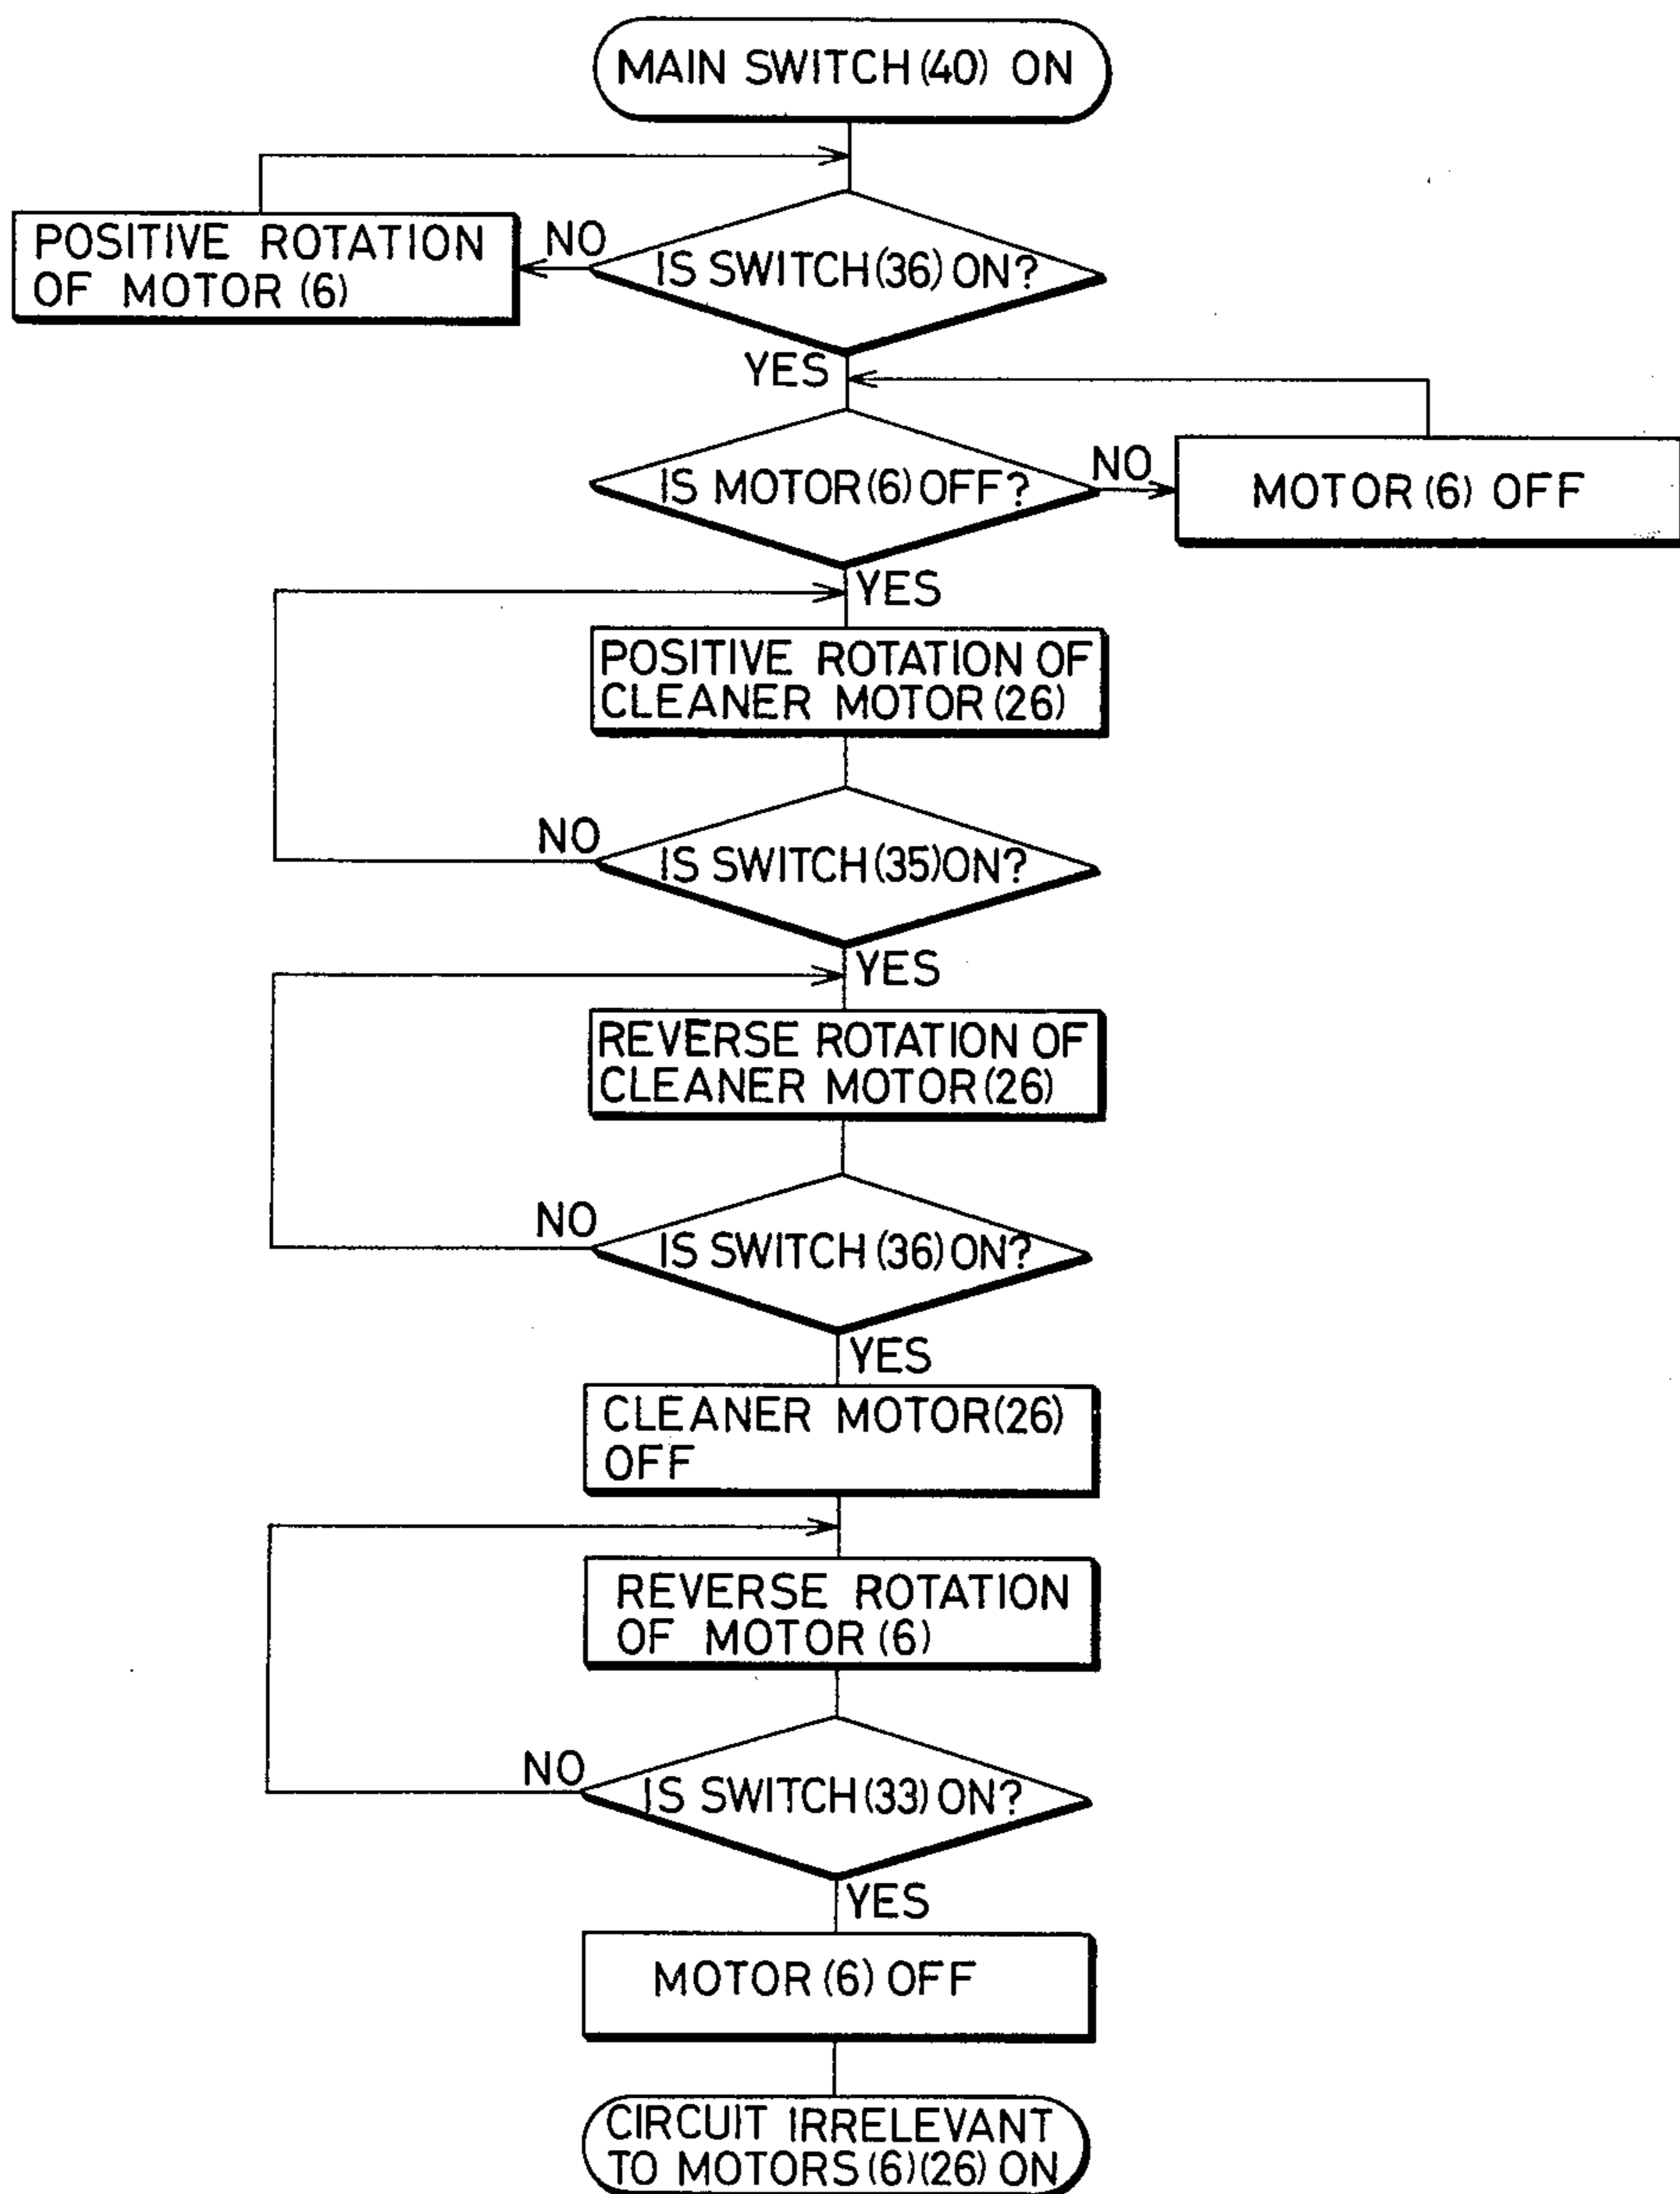 MAIN SWITCH (40) ON
POSITIVE ROTATION
OF MOTOR (6)
NO
IS SWITCH (36) ON?
YES
IS MOTOR (6) OFF?
NO
MOTOR (6) OFF
YES
POSITIVE ROTATION OF
CLEANER MOTOR (26)
NO
IS SWITCH (35) ON?
YES
REVERSE ROTATION OF
CLEANER MOTOR (26)
NO
IS SWITCH (36) ON?
YES
CLEANER MOTOR (26)
OFF
REVERSE ROTATION
OF MOTOR (6)
NO
IS SWITCH (33) ON?
YES
MOTOR (6) OFF
CIRCUIT IRRELEVANT
TO MOTORS (6)(26) ON